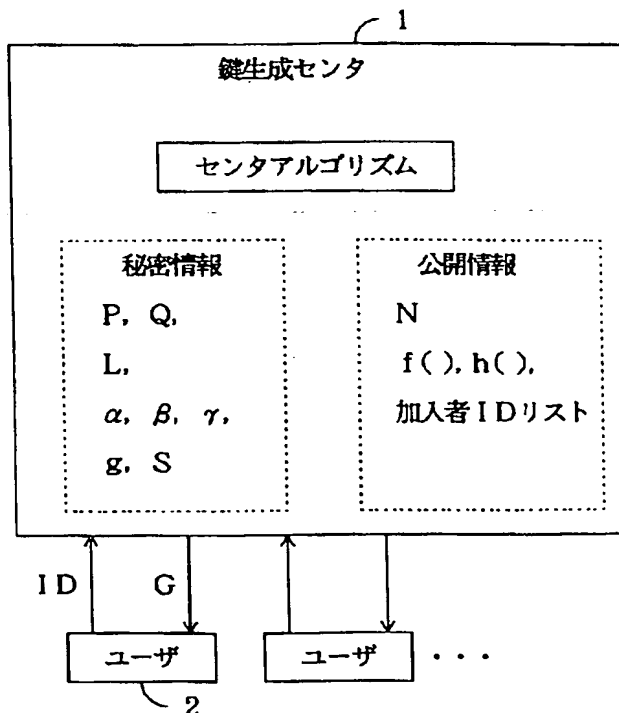 1
鍵生成センタ
センタアルゴリズム
秘密情報
P, Q,
L,
α, β, γ,
g, S
公開情報
N
f( ), h( ),
加入者IDリスト
ID
G
ユーザ
ユーザ
・・・
2